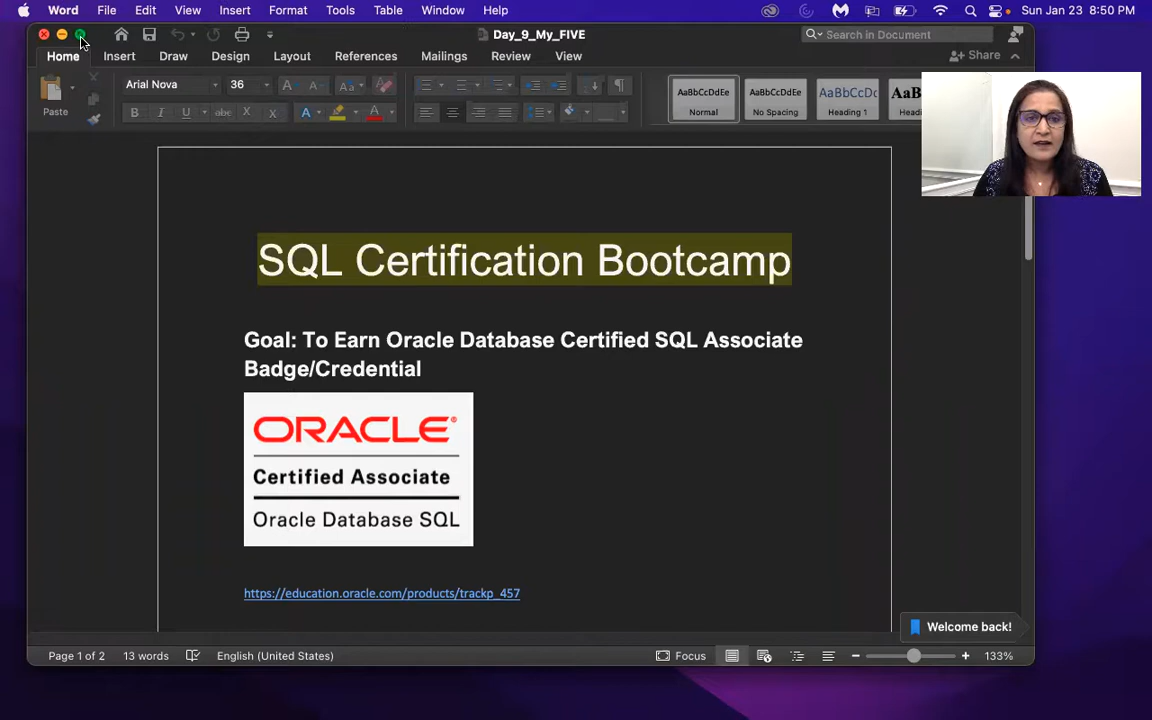 Word File Edit View Insert Format Tools Table Window Help Sun Jan 23 8:50 PM
Day_9_My_FIVE Search in Document
Home Insert Draw Design Layout References Mailings Review View Share
Paste Arial Nova 36 A A Aa A
B I U abc X X A A
AaBbCcDdEe AaBbCcDdEe AaBbCcDc
Normal No Spacing Heading 1
SQL Certification Bootcamp
Goal: To Earn Oracle Database Certified SQL Associate
Badge/Credential
ORACLE®
Certified Associate
Oracle Database SQL
https://education.oracle.com/products/trackp_457
Welcome back!
Page 1 of 2 13 words English (United States) Focus 133%